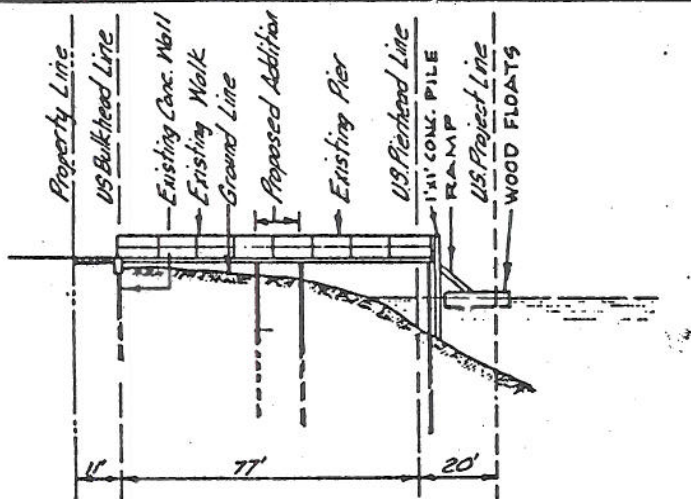 Property Line
US Bulkhead Line
Existing Conc. Wall
Existing Walk
Ground Line
Proposed Addition
Existing Pier
U.S. Pierhead Line
1'x1' CONC. PILE
RAMP
U.S. Project Line
WOOD FLOATS
11'
77'
20'